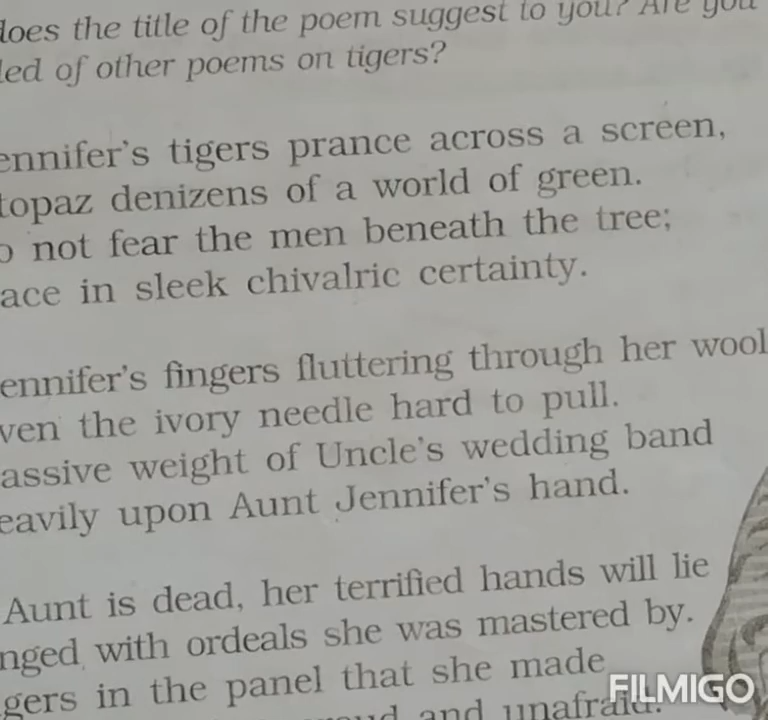 does the title of the poem suggest to you? Are you
led of other poems on tigers?
ennifer's tigers prance across a screen,
topaz denizens of a world of green.
o not fear the men beneath the tree;
ace in sleek chivalric certainty.
ennifer's fingers fluttering through her wool
ven the ivory needle hard to pull.
assive weight of Uncle's wedding band
eavily upon Aunt Jennifer's hand.
Aunt is dead, her terrified hands will lie
nged with ordeals she was mastered by.
gers in the panel that she made
and unafraid.
FILMIGO